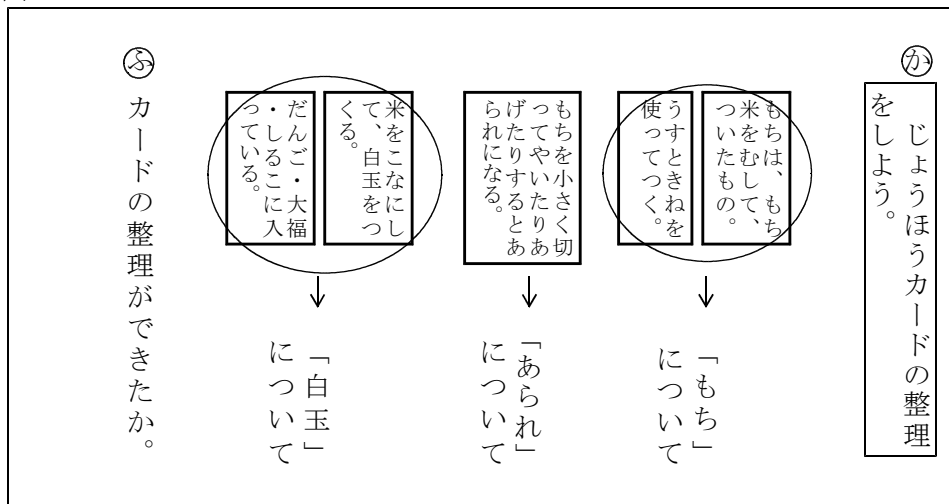 か
じょうほうカードの整理
をしよう。
もちは、もち
米をむして、
ついたもの。
うすときねを
使ってつく。
「もち」
について
もちを小さく切
ってやいたりあ
げたりするとあ
られになる。
「あられ」
について
米をこなにし
て、白玉をつ
くる。
だんご・大福
・しるこに入
っている。
「白玉」
について
ふ カードの整理ができたか。